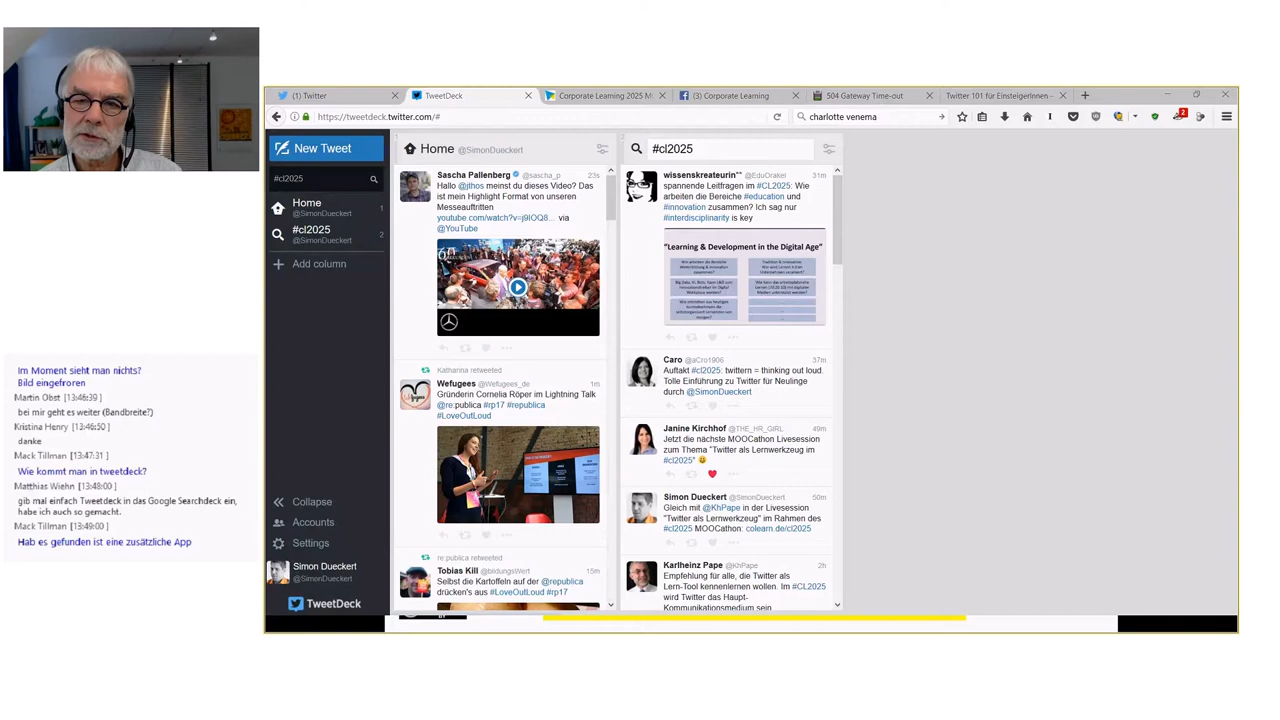 (1) Twitter
TweetDeck
Corporate Learning 2025 M
(3) Corporate Learning
504 Gateway Time-out
Twitter 101 für EinsteigerInnen –
https://tweetdeck.twitter.com/#
charlotte venema
2
New Tweet
#cl2025
Home
@SimonDueckert
1
#cl2025
@SimonDueckert
2
Add column
Collapse
Accounts
Settings
Simon Dueckert
@SimonDueckert
TweetDeck
1
Home @SimonDueckert
Sascha Pallenberg @sascha_p 23s
Hallo @jthos meinst du dieses Video? Das
ist mein Highlight Format von unseren
Messeauftritten
youtube.com/watch?v=j9IOQ8... via
@YouTube
Katharina retweeted
Wefugees @Wefugees_de 1m
Gründerin Cornelia Röper im Lightning Talk
@re:publica #rp17 #republica
#LoveOutLoud
re:publica retweeted
Tobias Kill @bildungsWert 15m
Selbst die Kartoffeln auf der @republica
drücken's aus #LoveOutLoud #rp17
2
#cl2025
wissenskreateurin** @EduOrakel 31m
spannende Leitfragen im #CL2025: Wie
arbeiten die Bereiche #education und
#innovation zusammen? Ich sag nur
#interdisciplinarity is key
"Learning & Development in the Digital Age"
Caro @aCro1906 37m
Auftakt #cl2025: twittern = thinking out loud.
Tolle Einführung zu Twitter für Neulinge
durch @SimonDueckert
Janine Kirchhof @THE_HR_GIRL 49m
Jetzt die nächste MOOCathon Livesession
zum Thema "Twitter als Lernwerkzeug im
#cl2025" 😀
Simon Dueckert @SimonDueckert 50m
Gleich mit @KhPape in der Livesession
"Twitter als Lernwerkzeug" im Rahmen des
#cl2025 MOOCathon: colearn.de/cl2025
Karlheinz Pape @KhPape 2h
Empfehlung für alle, die Twitter als
Lern-Tool kennenlernen wollen. Im #CL2025
wird Twitter das Haupt-
Kommunikationsmedium sein
Im Moment sieht man nichts?
Bild eingefroren
Martin Obst [13:46:39]
bei mir geht es weiter (Bandbreite?)
Kristina Henry [13:46:50]
danke
Mack Tillman [13:47:31]
Wie kommt man in tweetdeck?
Matthias Wiehn [13:48:00]
gib mal einfach Tweetdeck in das Google Searchdeck ein,
habe ich auch so gemacht.
Mack Tillman [13:49:00]
Hab es gefunden ist eine zusätzliche App